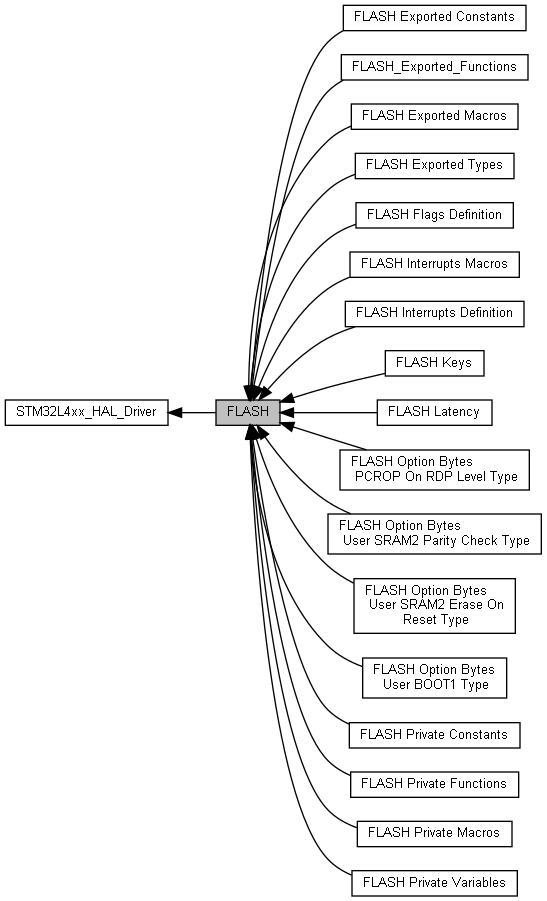 FLASH Exported Constants
FLASH_Exported_Functions
FLASH Exported Macros
FLASH Exported Types
FLASH Flags Definition
FLASH Interrupts Macros
FLASH Interrupts Definition
FLASH Keys
STM32L4xx_HAL_Driver
FLASH
FLASH Latency
FLASH Option Bytes
PCROP On RDP Level Type
FLASH Option Bytes
User SRAM2 Parity Check Type
FLASH Option Bytes
User SRAM2 Erase On
Reset Type
FLASH Option Bytes
User BOOT1 Type
FLASH Private Constants
FLASH Private Functions
FLASH Private Macros
FLASH Private Variables